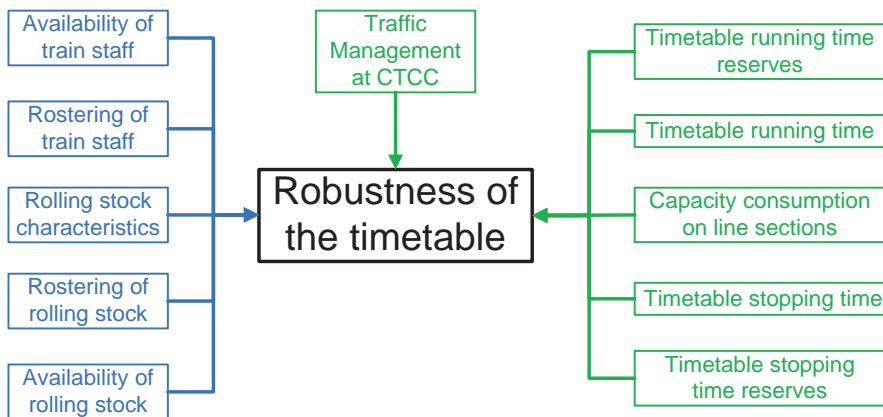 Availability of
train staff
Rostering of
train staff
Rolling stock
characteristics
Rostering of
rolling stock
Availability of
rolling stock
Traffic
Management
at CTCC
Robustness of
the timetable
Timetable running time
reserves
Timetable running time
Capacity consumption
on line sections
Timetable stopping time
Timetable stopping
time reserves